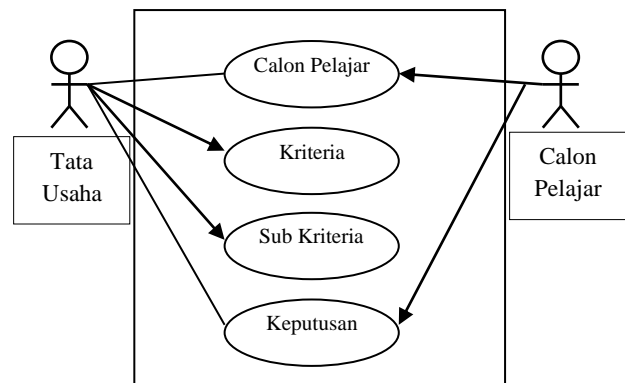 Calon Pelajar
Kriteria
Sub Kriteria
Keputusan
Tata
Usaha
Calon
Pelajar